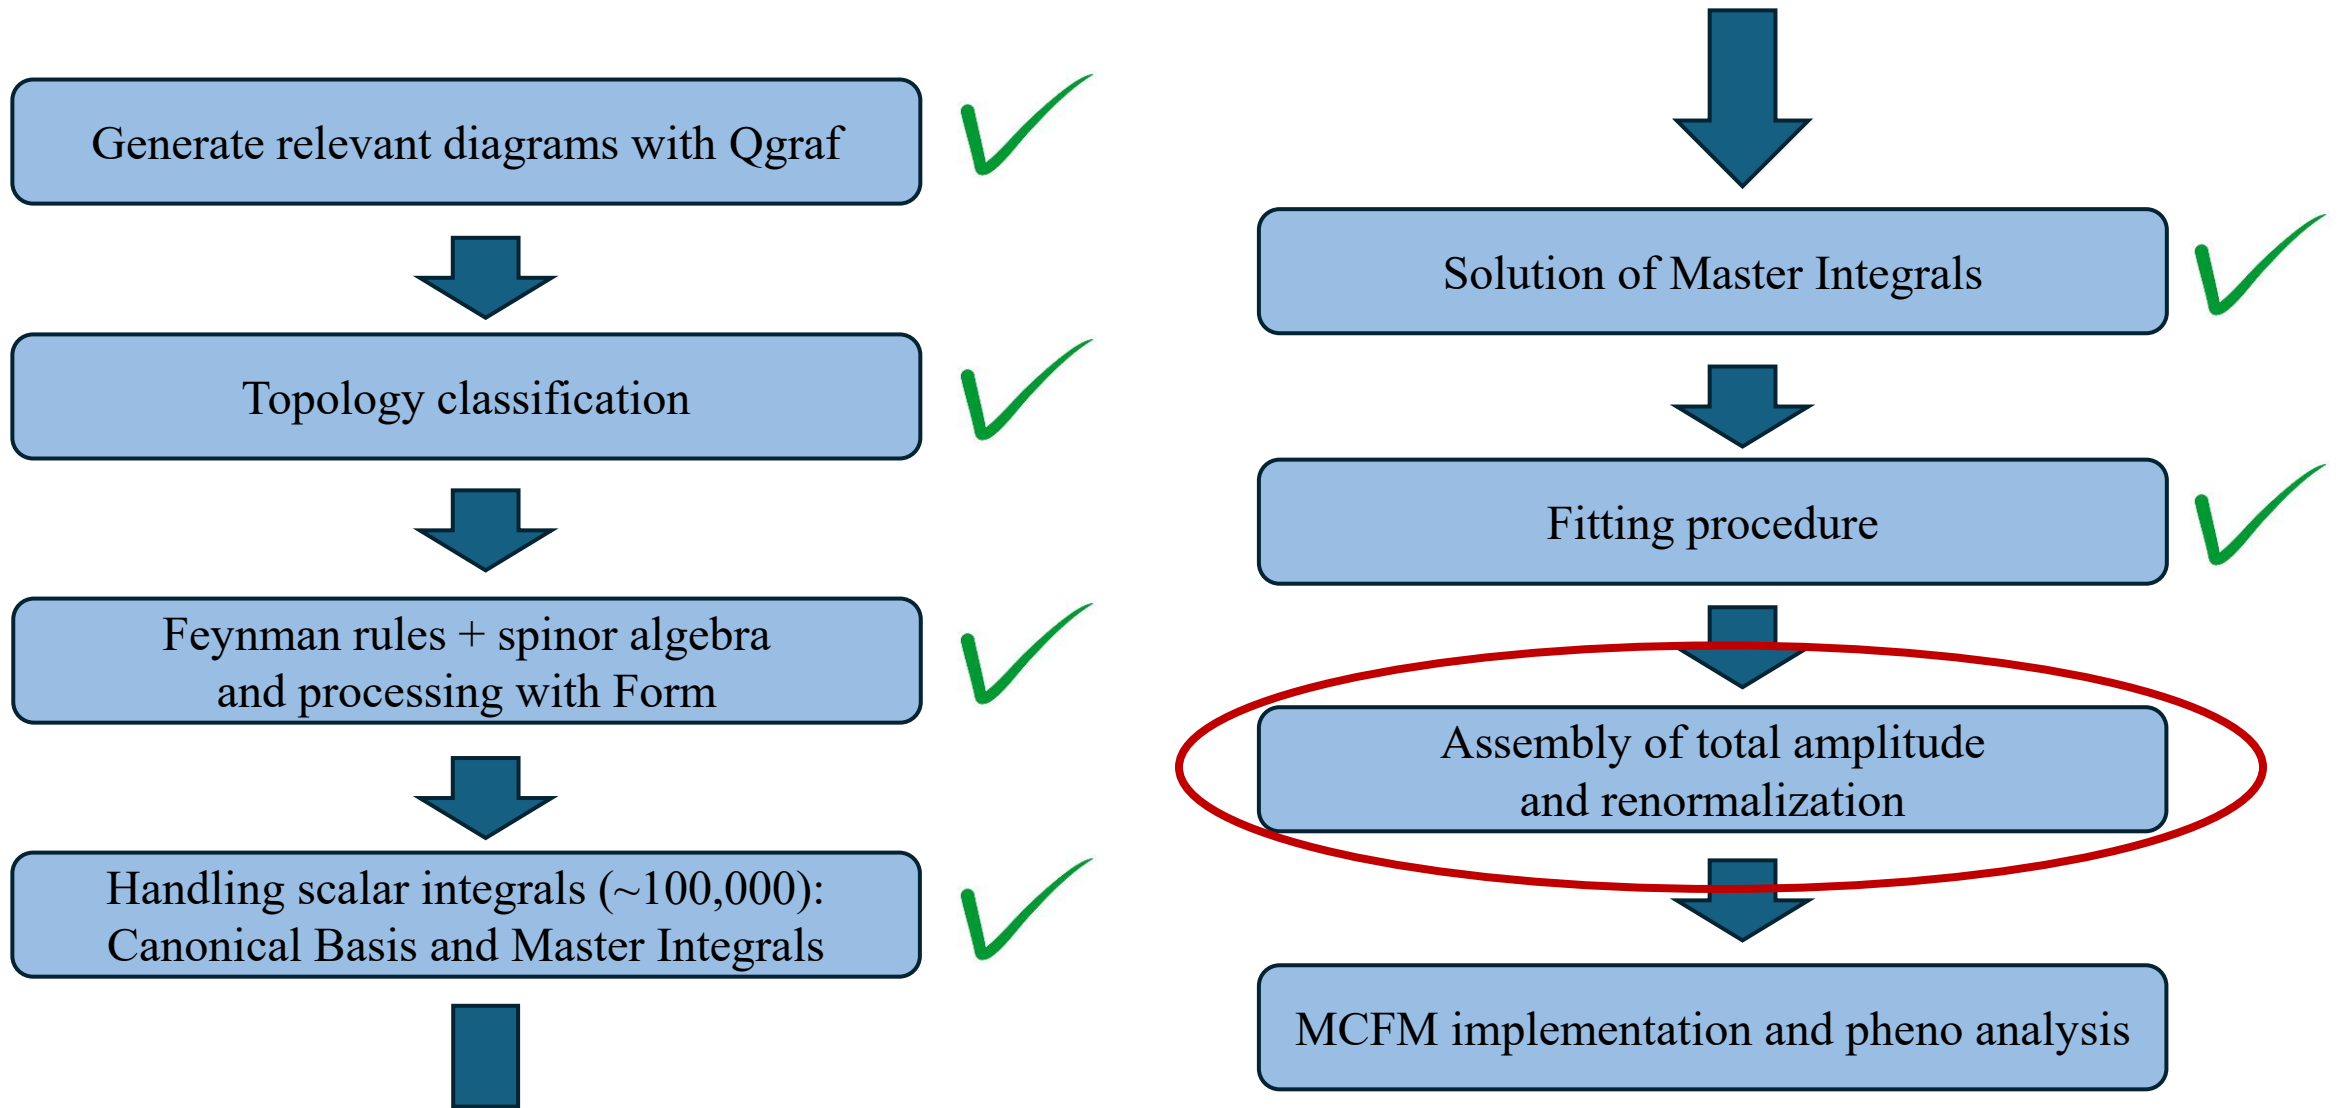 Generate relevant diagrams with Qgraf
Topology classification
Feynman rules + spinor algebra
and processing with Form
Handling scalar integrals (~100,000):
Canonical Basis and Master Integrals
Solution of Master Integrals
Fitting procedure
Assembly of total amplitude
and renormalization
MCFM implementation and pheno analysis